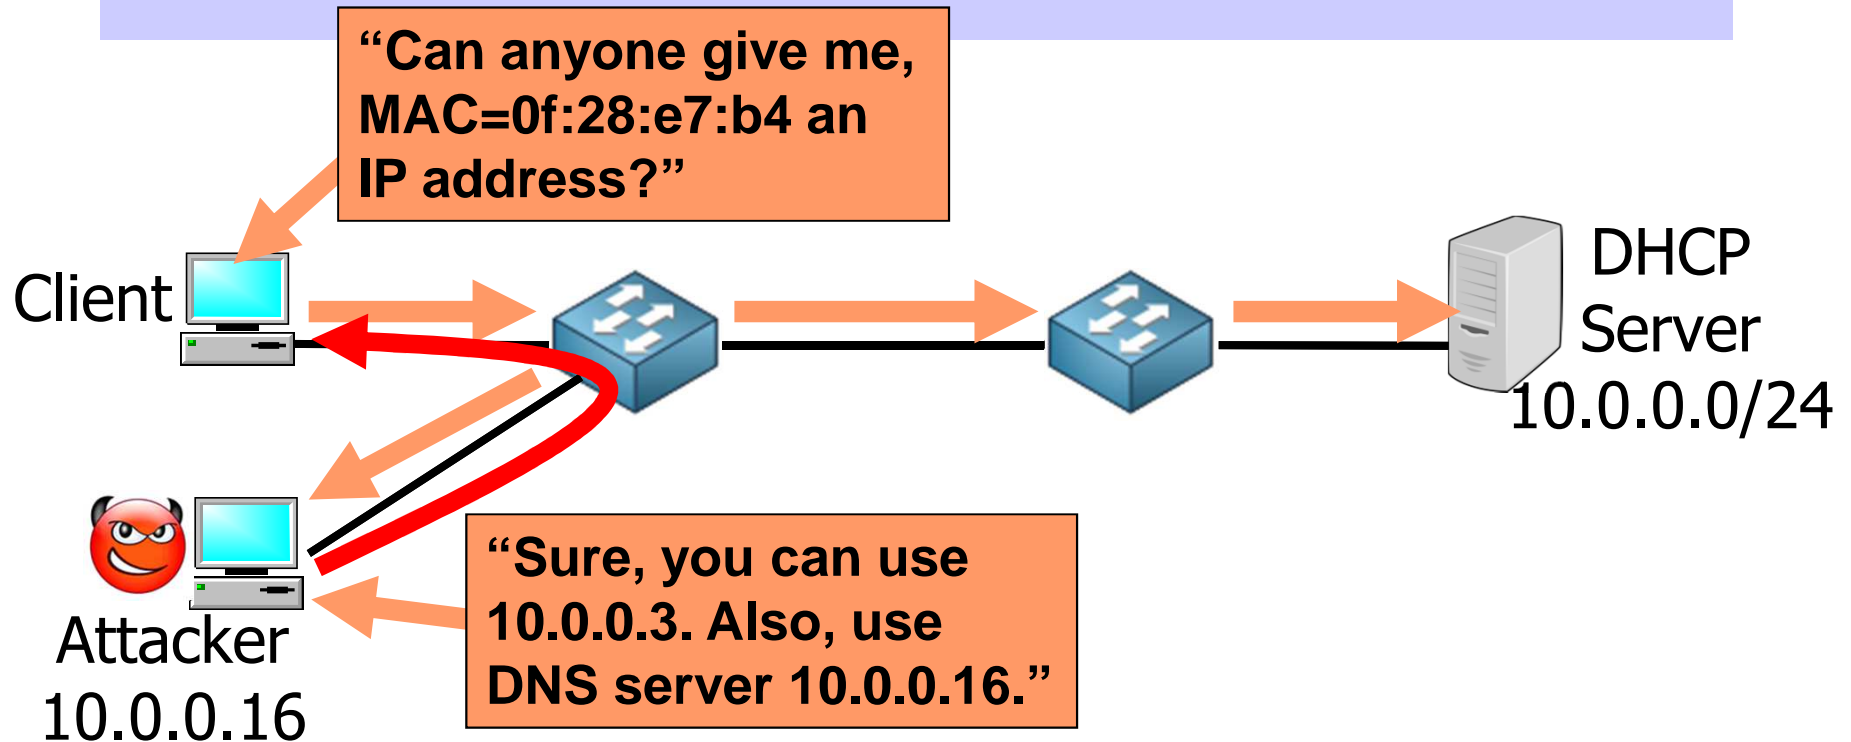 “Can anyone give me,
MAC=0f:28:e7:b4 an
IP address?”
Client
DHCP
Server
10.0.0.0/24
Attacker
10.0.0.16
“Sure, you can use
10.0.0.3. Also, use
DNS server 10.0.0.16.”